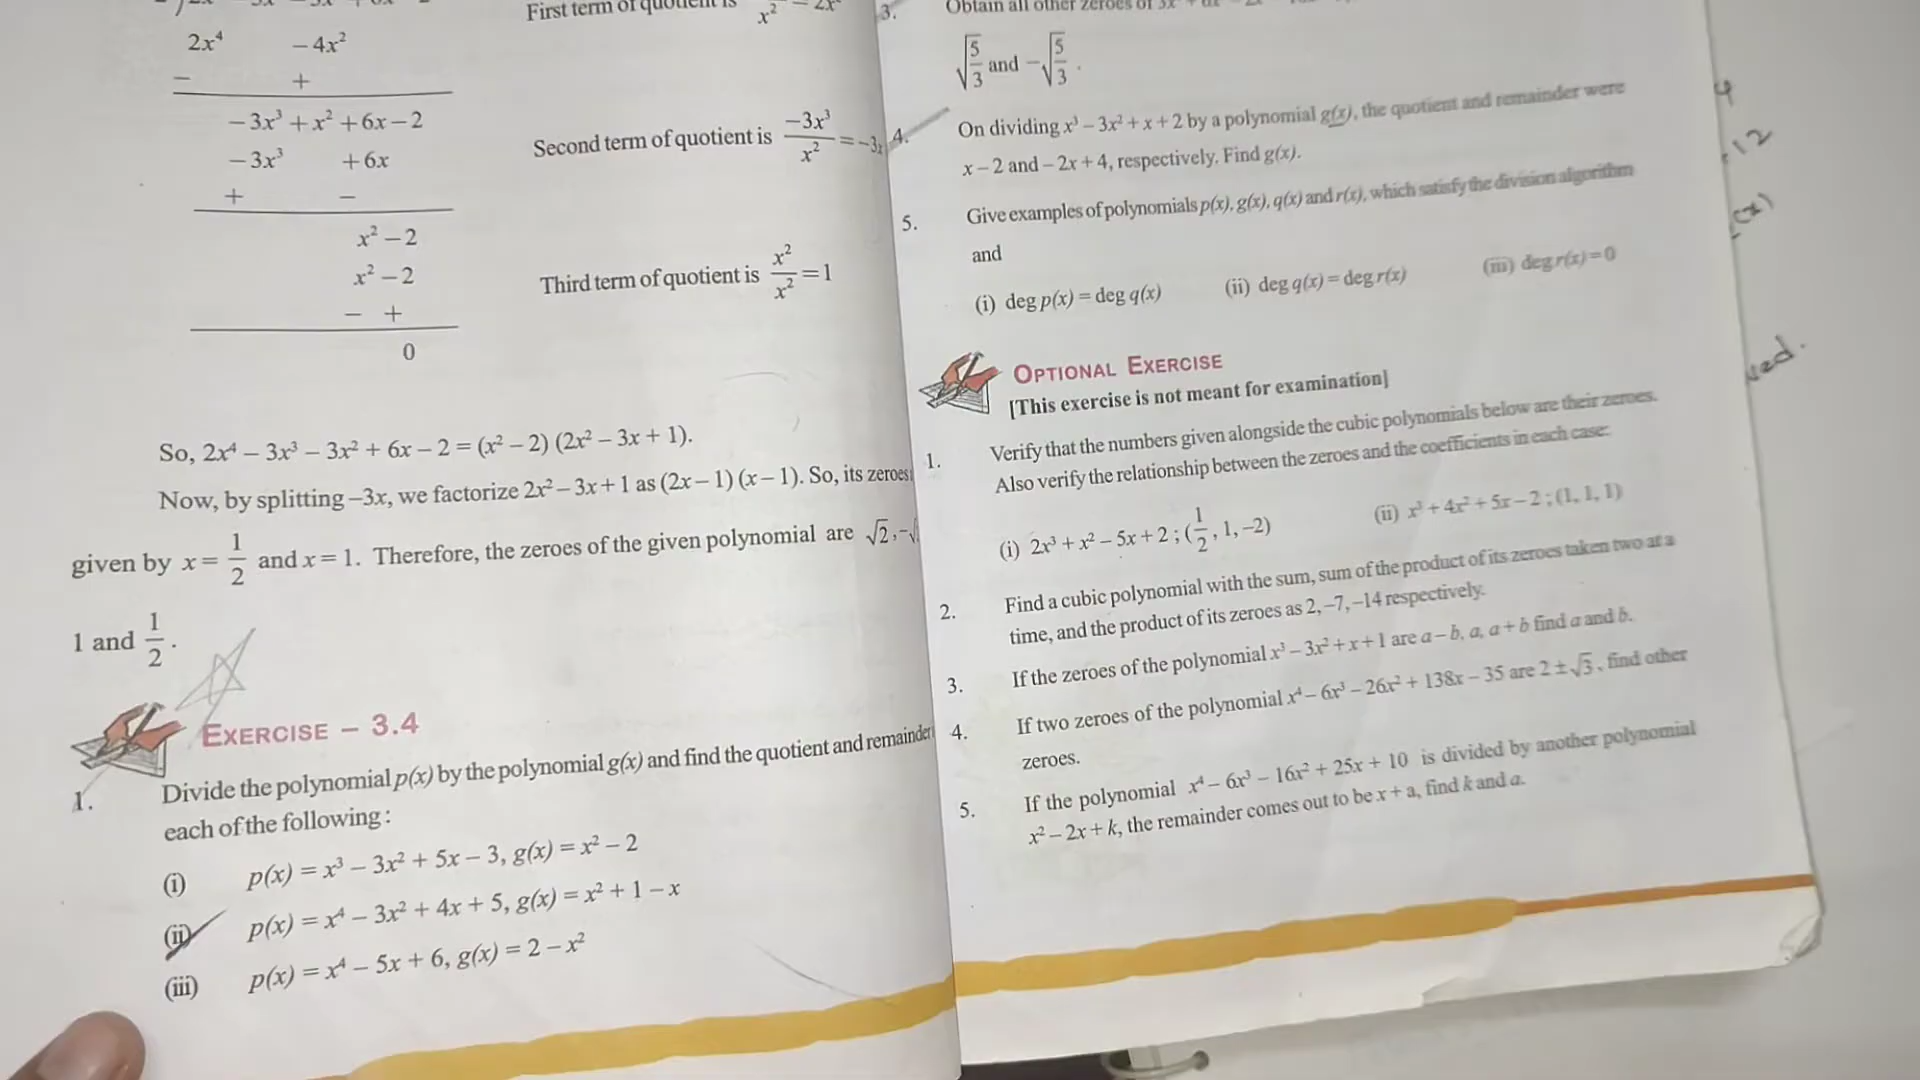 2x⁴ − 4x²
− +
− 3x³ + x² + 6x − 2
− 3x³ + 6x
+ −
x² − 2
x² − 2
− +
0
First term of quotient is
Second term of quotient is −3x³/x² = −3x
Third term of quotient is x²/x² = 1
So, 2x⁴ − 3x³ − 3x² + 6x − 2 = (x² − 2) (2x² − 3x + 1).
Now, by splitting −3x, we factorize 2x² − 3x + 1 as (2x − 1) (x − 1). So, its zeroes
given by x = 1/2 and x = 1. Therefore, the zeroes of the given polynomial are √2, −√
1 and 1/2 .
EXERCISE – 3.4
1. Divide the polynomial p(x) by the polynomial g(x) and find the quotient and remainder
each of the following :
(i) p(x) = x³ − 3x² + 5x − 3, g(x) = x² − 2
(ii) p(x) = x⁴ − 3x² + 4x + 5, g(x) = x² + 1 − x
(iii) p(x) = x⁴ − 5x + 6, g(x) = 2 − x²
3. Obtain all other zeroes of
√5/3 and −√5/3 .
4. On dividing x³ − 3x² + x + 2 by a polynomial g(x), the quotient and remainder were
x − 2 and − 2x + 4, respectively. Find g(x).
5. Give examples of polynomials p(x), g(x), q(x) and r(x), which satisfy the division algorithm
and
(i) deg p(x) = deg q(x) (ii) deg q(x) = deg r(x) (iii) deg r(x) = 0
OPTIONAL EXERCISE
[This exercise is not meant for examination]
1. Verify that the numbers given alongside the cubic polynomials below are their zeroes.
Also verify the relationship between the zeroes and the coefficients in each case:
(i) 2x³ + x² − 5x + 2 ; (1/2, 1, −2) (ii) x³ + 4x² + 5x − 2 ; (1, 1, 1)
2. Find a cubic polynomial with the sum, sum of the product of its zeroes taken two at a
time, and the product of its zeroes as 2, −7, −14 respectively.
3. If the zeroes of the polynomial x³ − 3x² + x + 1 are a − b, a, a + b find a and b.
4. If two zeroes of the polynomial x⁴ − 6x³ − 26x² + 138x − 35 are 2 ± √3 , find other
zeroes.
5. If the polynomial x⁴ − 6x³ − 16x² + 25x + 10 is divided by another polynomial
x² − 2x + k, the remainder comes out to be x + a, find k and a.
12
(x)